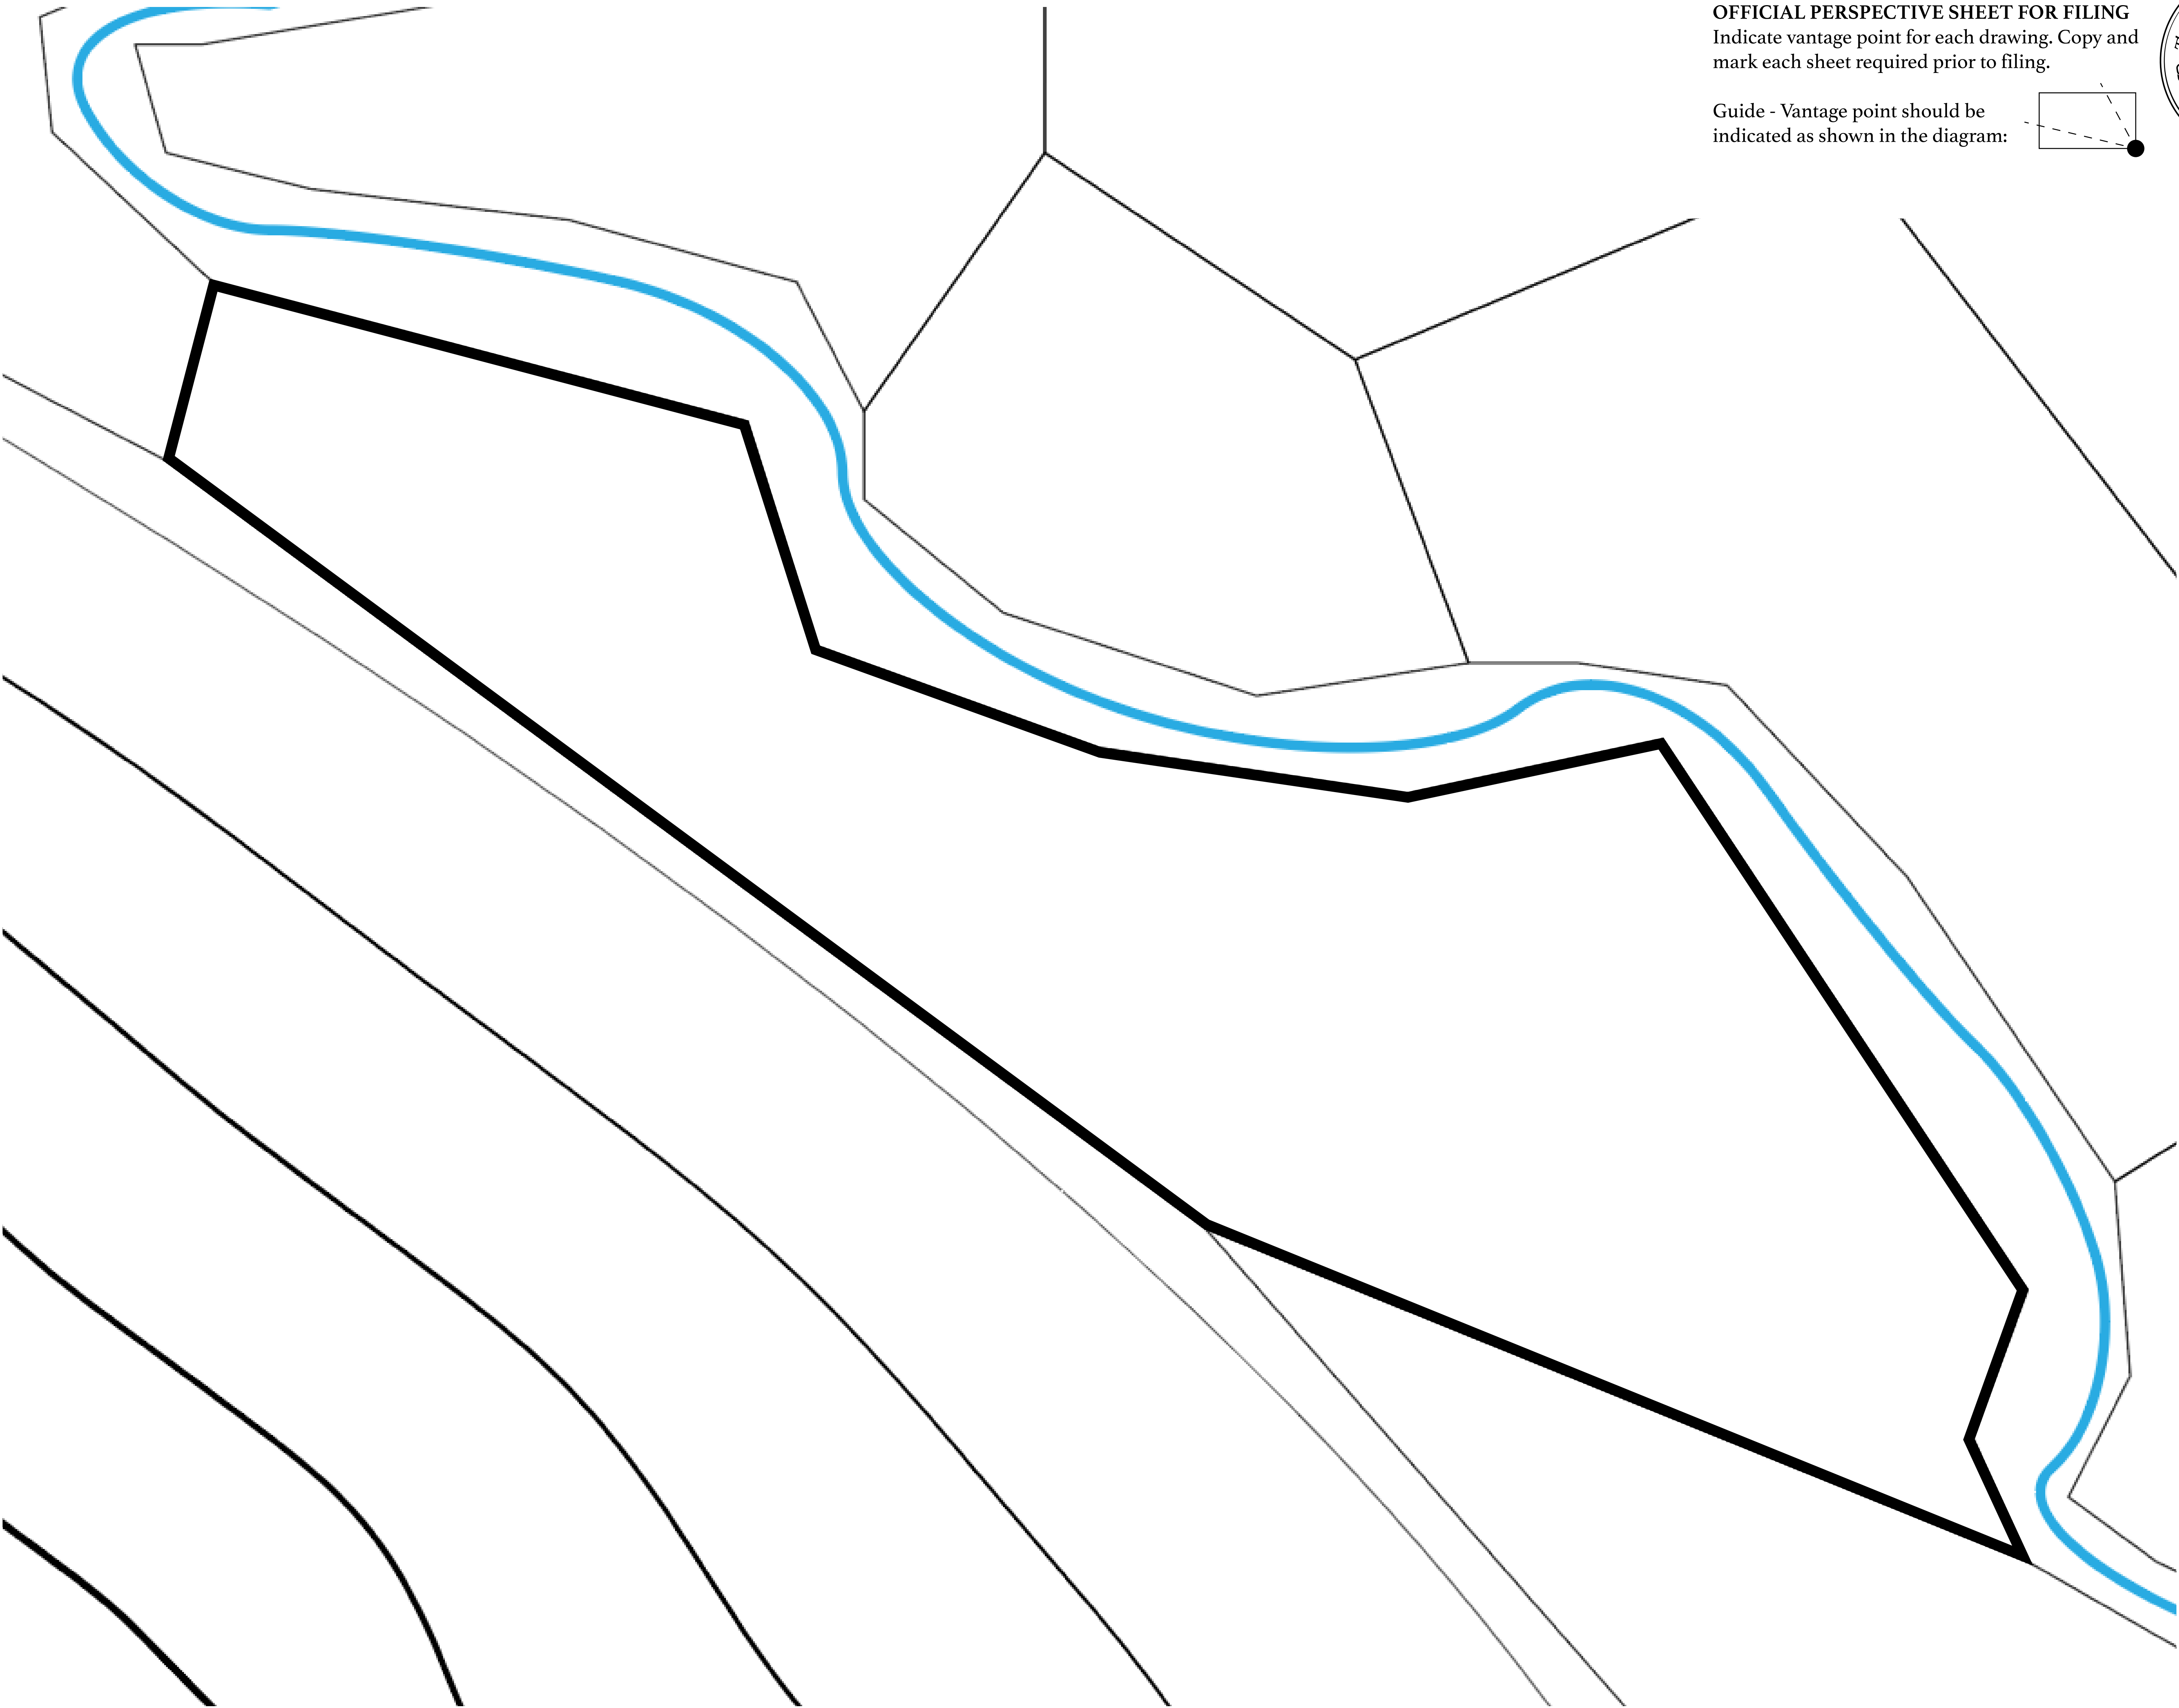 OFFICIAL PERSPECTIVE SHEET FOR FILING
Indicate vantage point for each drawing. Copy and
mark each sheet required prior to filing.
Guide - Vantage point should be
indicated as shown in the diagram: